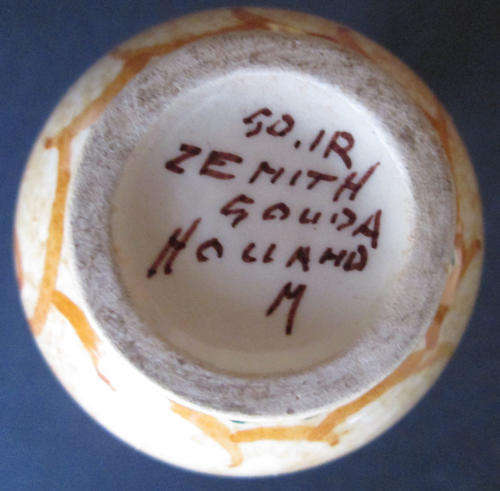 50.IR
ZENITH
GOUDA
HOLLAND
M